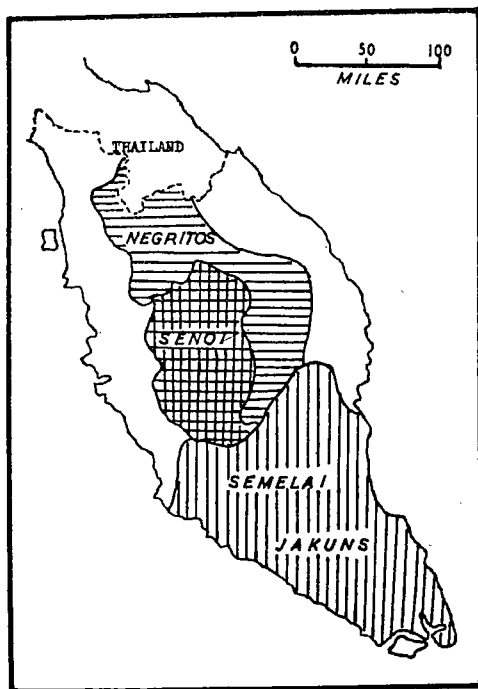 0 50 100
MILES
THAILAND
NEGRITOS
SENOI
SEMELAI
JAKUNS